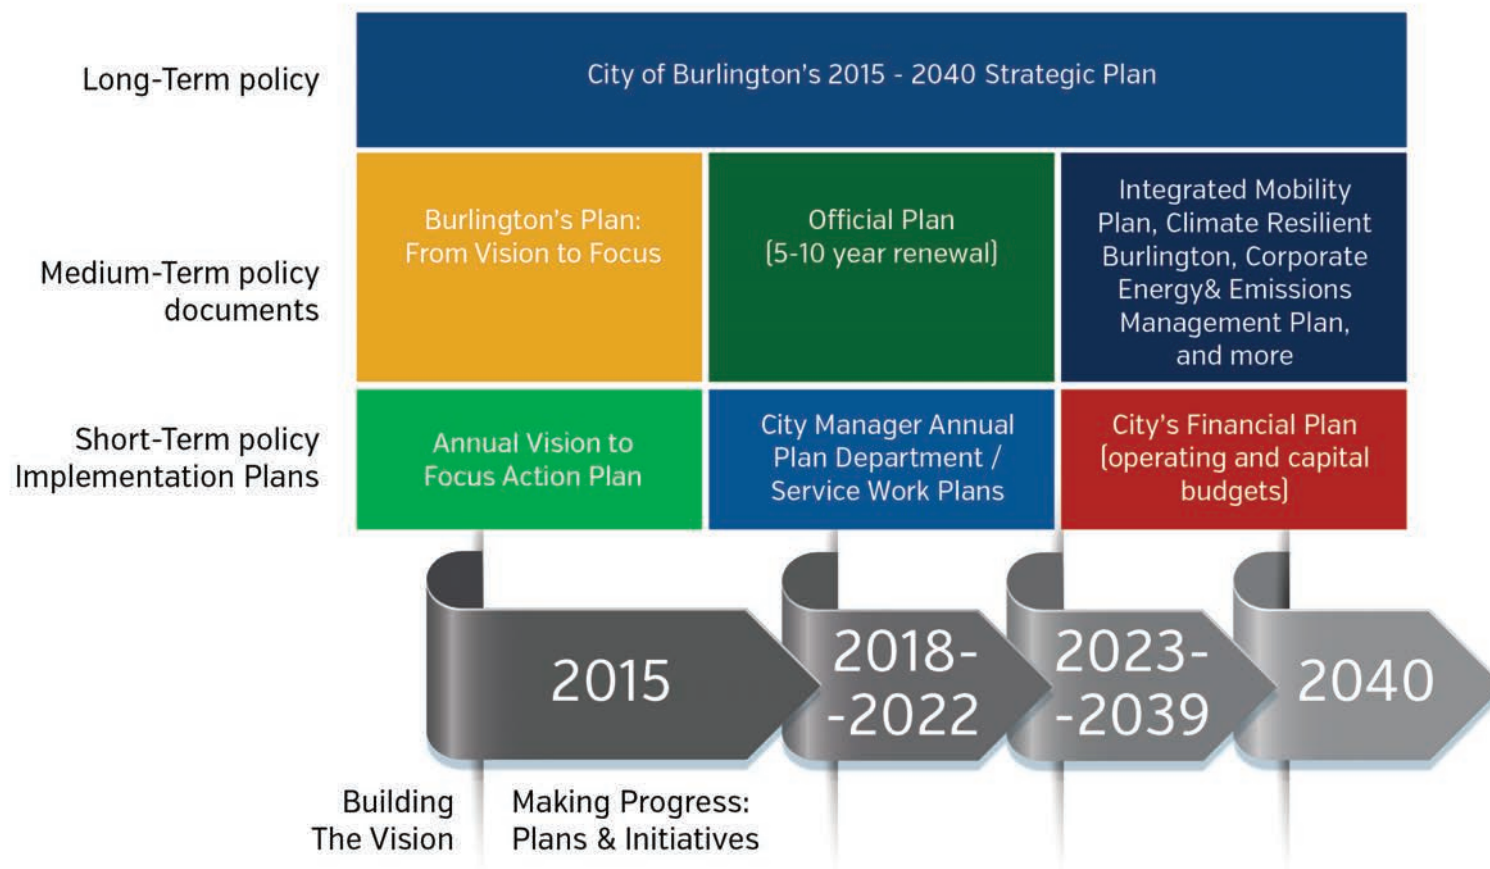 Long-Term policy
City of Burlington's 2015 - 2040 Strategic Plan
Medium-Term policy
documents
Burlington's Plan:
From Vision to Focus
Official Plan
(5-10 year renewal)
Integrated Mobility
Plan, Climate Resilient
Burlington, Corporate
Energy& Emissions
Management Plan,
and more
Short-Term policy
Implementation Plans
Annual Vision to
Focus Action Plan
City Manager Annual
Plan Department /
Service Work Plans
City's Financial Plan
(operating and capital
budgets)
2015
2018-
-2022
2023-
-2039
2040
Building
The Vision
Making Progress:
Plans & Initiatives